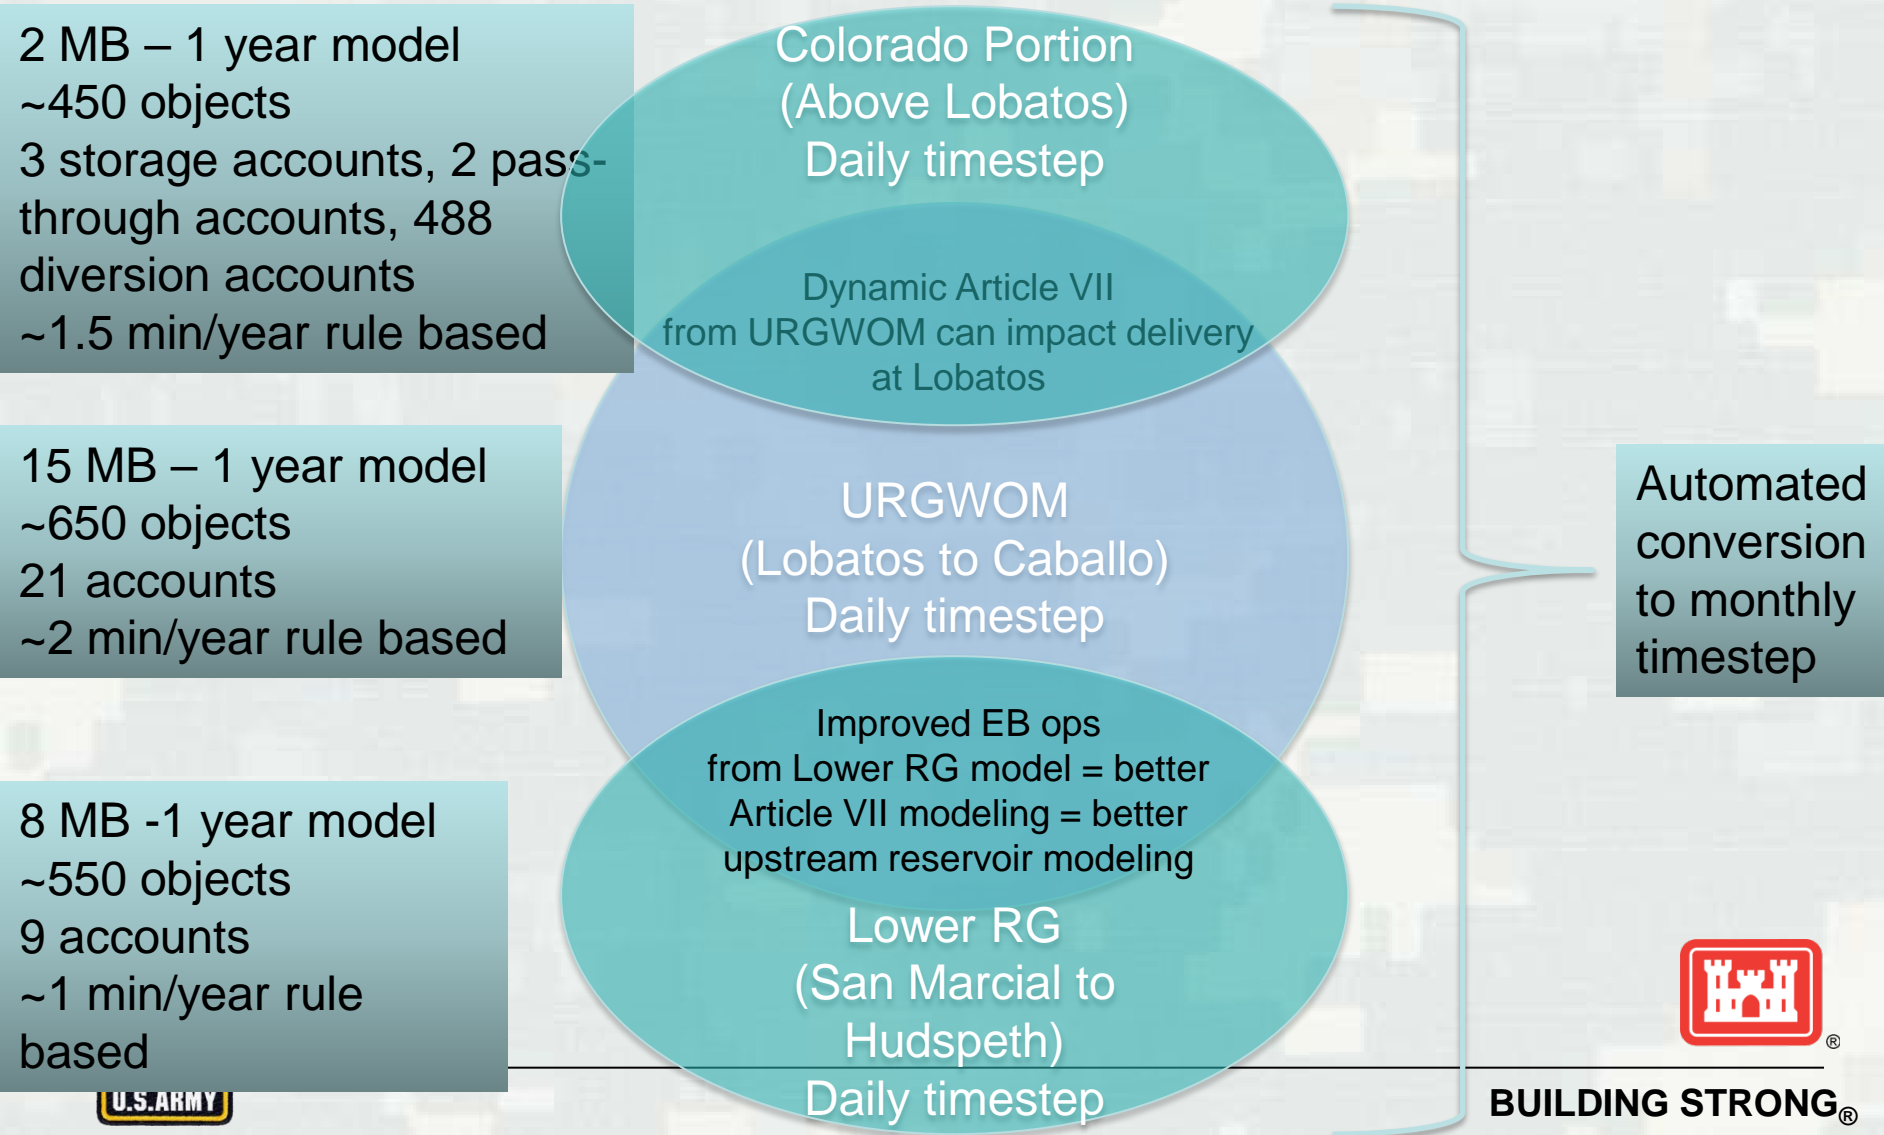 2 MB – 1 year model
~450 objects
3 storage accounts, 2 pass-
through accounts, 488
diversion accounts
~1.5 min/year rule based
Colorado Portion
(Above Lobatos)
Daily timestep
Dynamic Article VII
from URGWOM can impact delivery
at Lobatos
15 MB – 1 year model
~650 objects
21 accounts
~2 min/year rule based
URGWOM
(Lobatos to Caballo)
Daily timestep
Automated
conversion
to monthly
timestep
Improved EB ops
from Lower RG model = better
Article VII modeling = better
upstream reservoir modeling
8 MB -1 year model
~550 objects
9 accounts
~1 min/year rule
based
Lower RG
(San Marcial to
Hudspeth)
Daily timestep
®
U.S.ARMY
BUILDING STRONG®